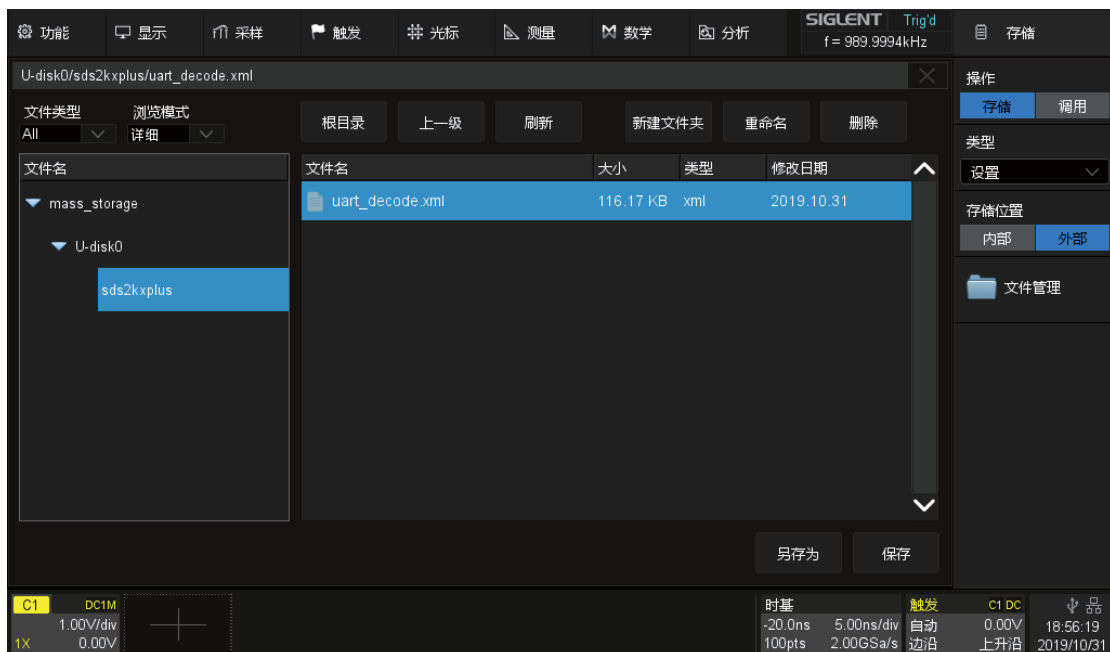 功能 显示 采样 触发 光标 测量 数学 分析 SIGLENT Trig'd 存储
f = 989.9994kHz
U-disk0/sds2kxplus/uart_decode.xml
文件类型 浏览模式
All 详细
根目录 上一级 刷新 新建文件夹 重命名 删除
文件名
mass_storage
U-disk0
sds2kxplus
文件名 大小 类型 修改日期
uart_decode.xml 116.17 KB xml 2019.10.31
另存为 保存
操作
存储 调用
类型
设置
存储位置
内部 外部
文件管理
C1 DC1M
1.00V/div
1X 0.00V
时基
-20.0ns 5.00ns/div
100pts 2.00GSa/s
触发 C1 DC
自动 0.00V
边沿 上升沿
18:56:19
2019/10/31